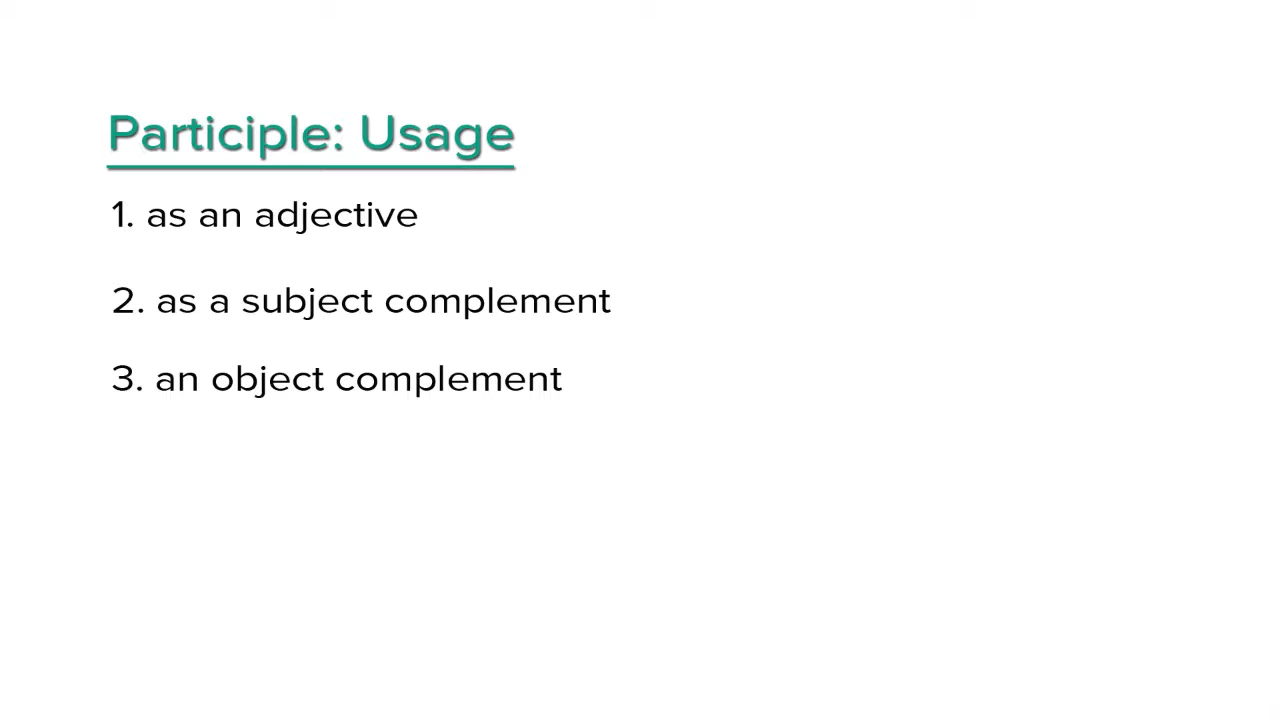 Participle: Usage
1. as an adjective
2. as a subject complement
3. an object complement